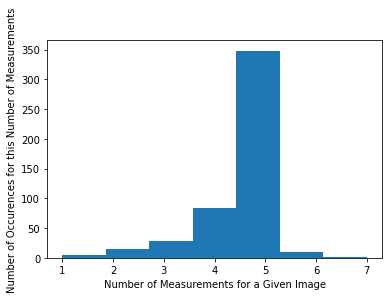 Number of Occurences for this Number of Measurements
350
300
250
200
150
100
50
0
1 2 3 4 5 6 7
Number of Measurements for a Given Image